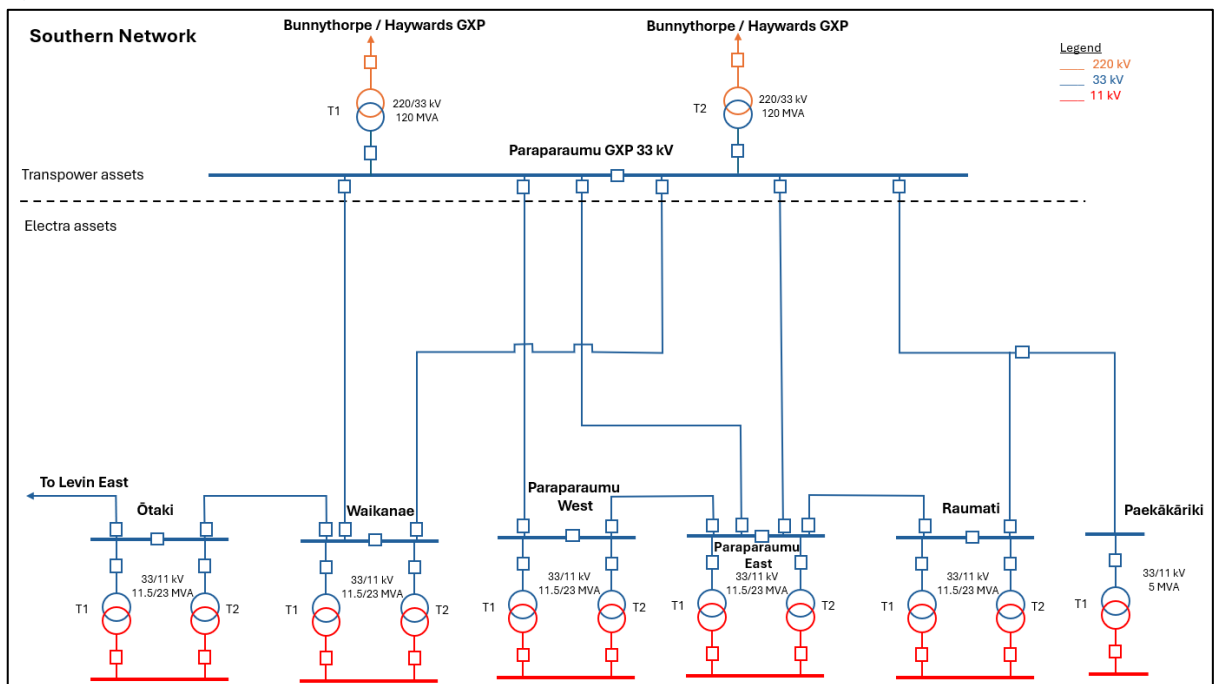 Southern Network
Bunnythorpe / Haywards GXP
Bunnythorpe / Haywards GXP
Legend
220 kV
33 kV
11 kV
T1
220/33 kV
120 MVA
T2
220/33 kV
120 MVA
Paraparaumu GXP 33 kV
Transpower assets
Electra assets
To Levin East
Ōtaki
Waikanae
Paraparaumu
West
Paraparaumu
East
Raumati
Paekākāriki
T1
33/11 kV
11.5/23 MVA
T2
T1
33/11 kV
11.5/23 MVA
T2
T1
33/11 kV
11.5/23 MVA
T2
T1
33/11 kV
11.5/23 MVA
T2
T1
33/11 kV
11.5/23 MVA
T2
T1
33/11 kV
5 MVA